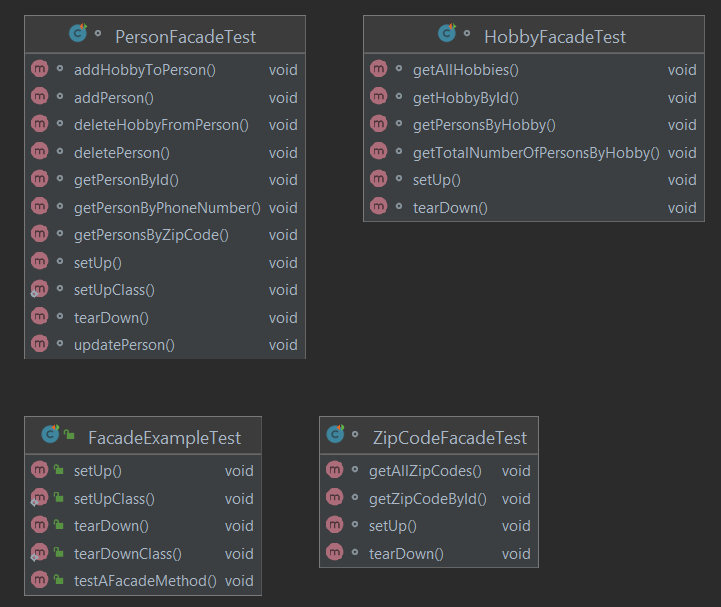 PersonFacadeTest
addHobbyToPerson() void
addPerson() void
deleteHobbyFromPerson() void
deletePerson() void
getPersonById() void
getPersonByPhoneNumber() void
getPersonsByZipCode() void
setUp() void
setUpClass() void
tearDown() void
updatePerson() void
HobbyFacadeTest
getAllHobbies() void
getHobbyById() void
getPersonsByHobby() void
getTotalNumberOfPersonsByHobby() void
setUp() void
tearDown() void
FacadeExampleTest
setUp() void
setUpClass() void
tearDown() void
tearDownClass() void
testAFacadeMethod() void
ZipCodeFacadeTest
getAllZipCodes() void
getZipCodeById() void
setUp() void
tearDown() void